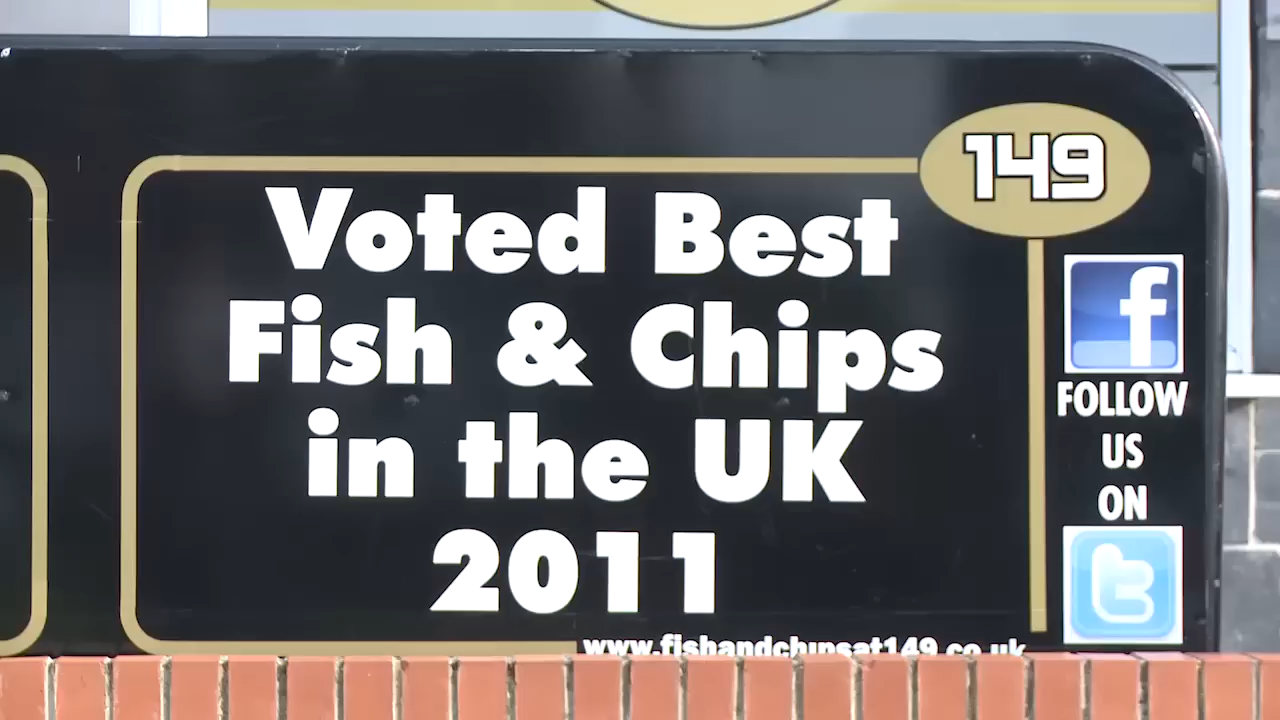 149
Voted Best
Fish & Chips
in the UK
2011
f
FOLLOW
US
ON
t
www.fishandchipsat149.co.uk